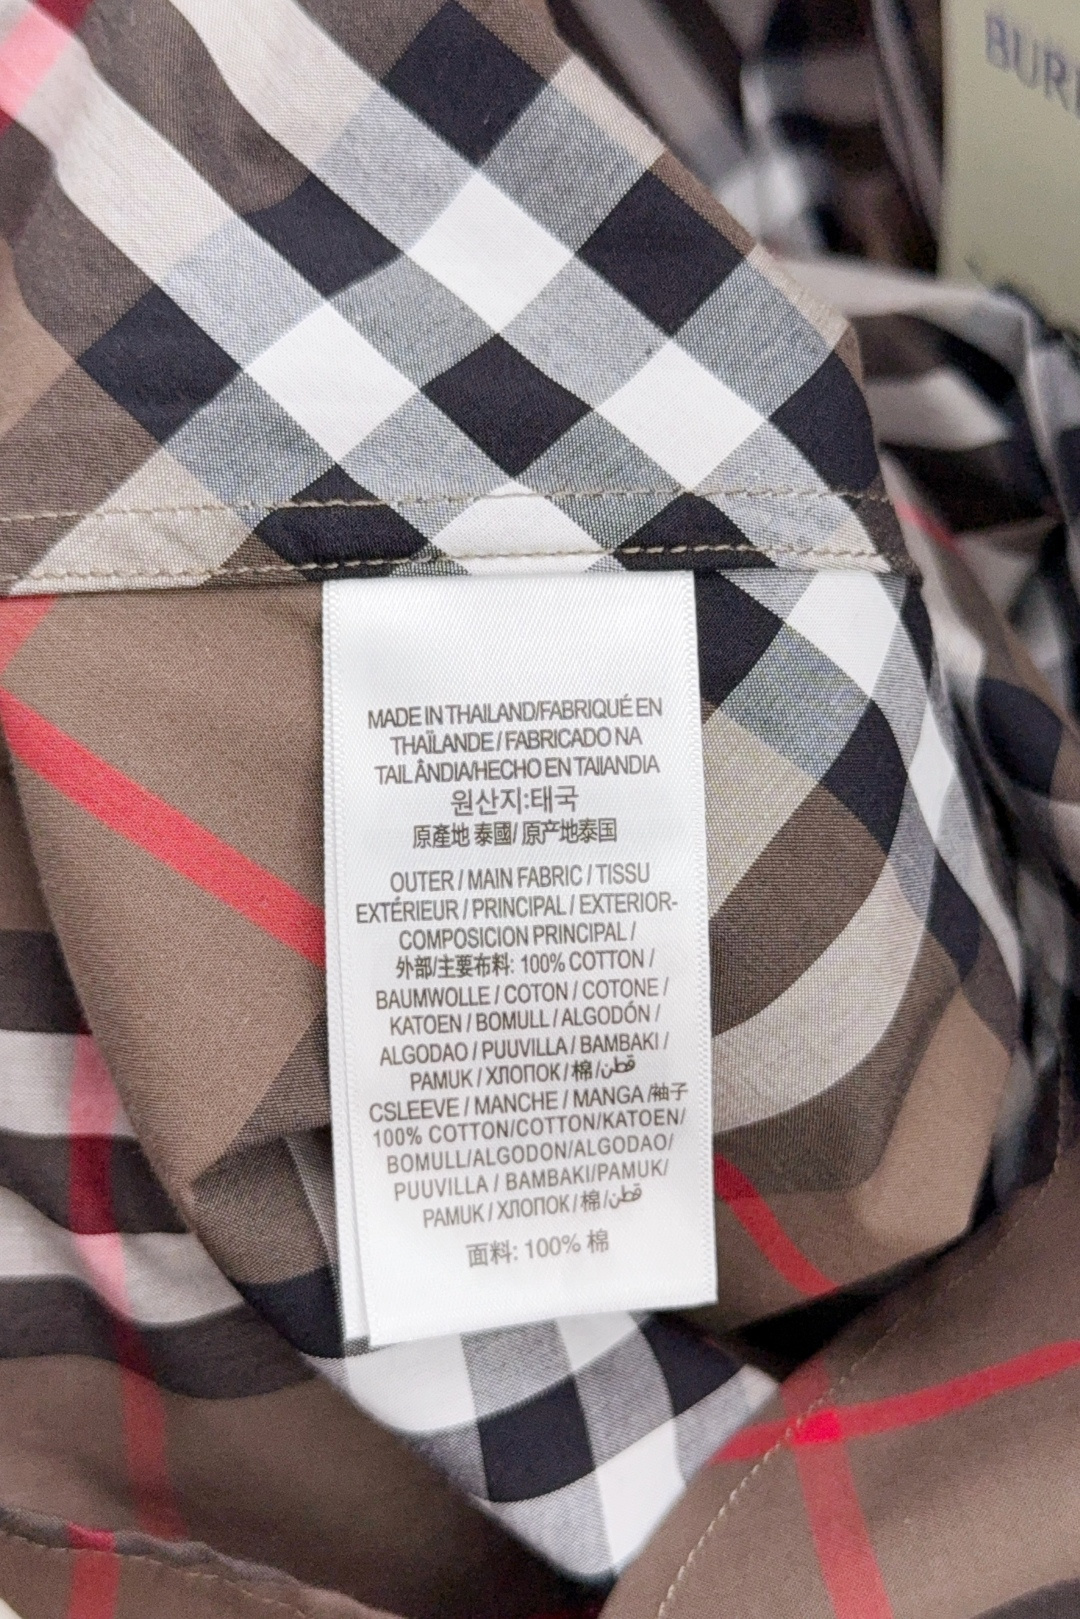 BUR
MADE IN THAILAND/FABRIQUÉ EN
THAÏLANDE / FABRICADO NA
TAILÂNDIA/HECHO EN TAIIANDIA
원산지:태국
原產地 泰國/ 原产地泰国
OUTER / MAIN FABRIC / TISSU
EXTÉRIEUR / PRINCIPAL / EXTERIOR-
COMPOSICION PRINCIPAL /
外部/主要布料: 100% COTTON /
BAUMWOLLE / COTON / COTONE /
KATOEN / BOMULL / ALGODÓN /
ALGODAO / PUUVILLA / BAMBAKI /
PAMUK / ХЛОПОК / 棉/قطن
CSLEEVE / MANCHE / MANGA /袖子
100% COTTON/COTTON/KATOEN/
BOMULL/ALGODON/ALGODAO/
PUUVILLA / BAMBAKI/PAMUK/
PAMUK / ХЛОПОК / 棉/قطن
面料: 100% 棉